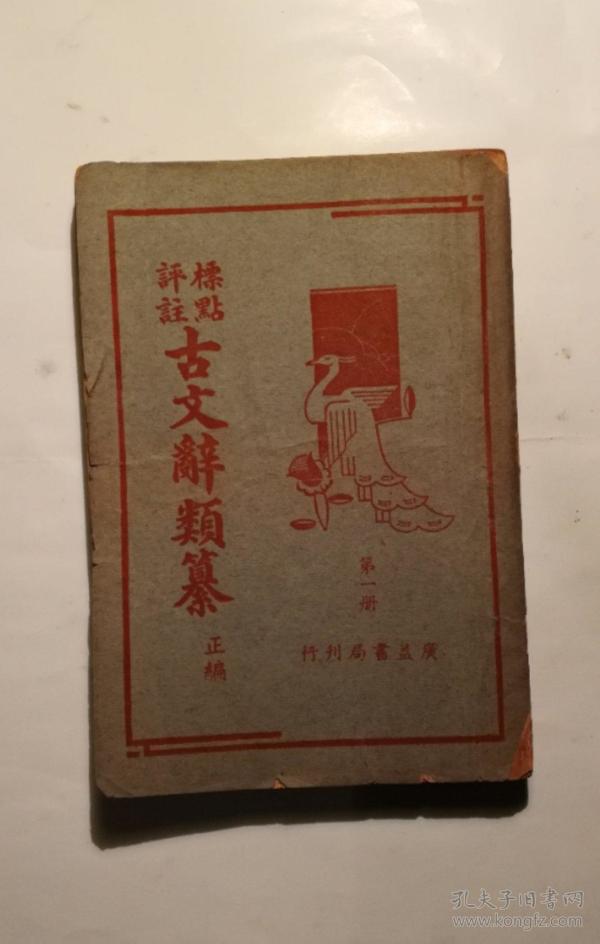 標點
評註
古文辭類纂
正編
第一册
廣益書局刊行
孔夫子旧书网
www.kongfz.com